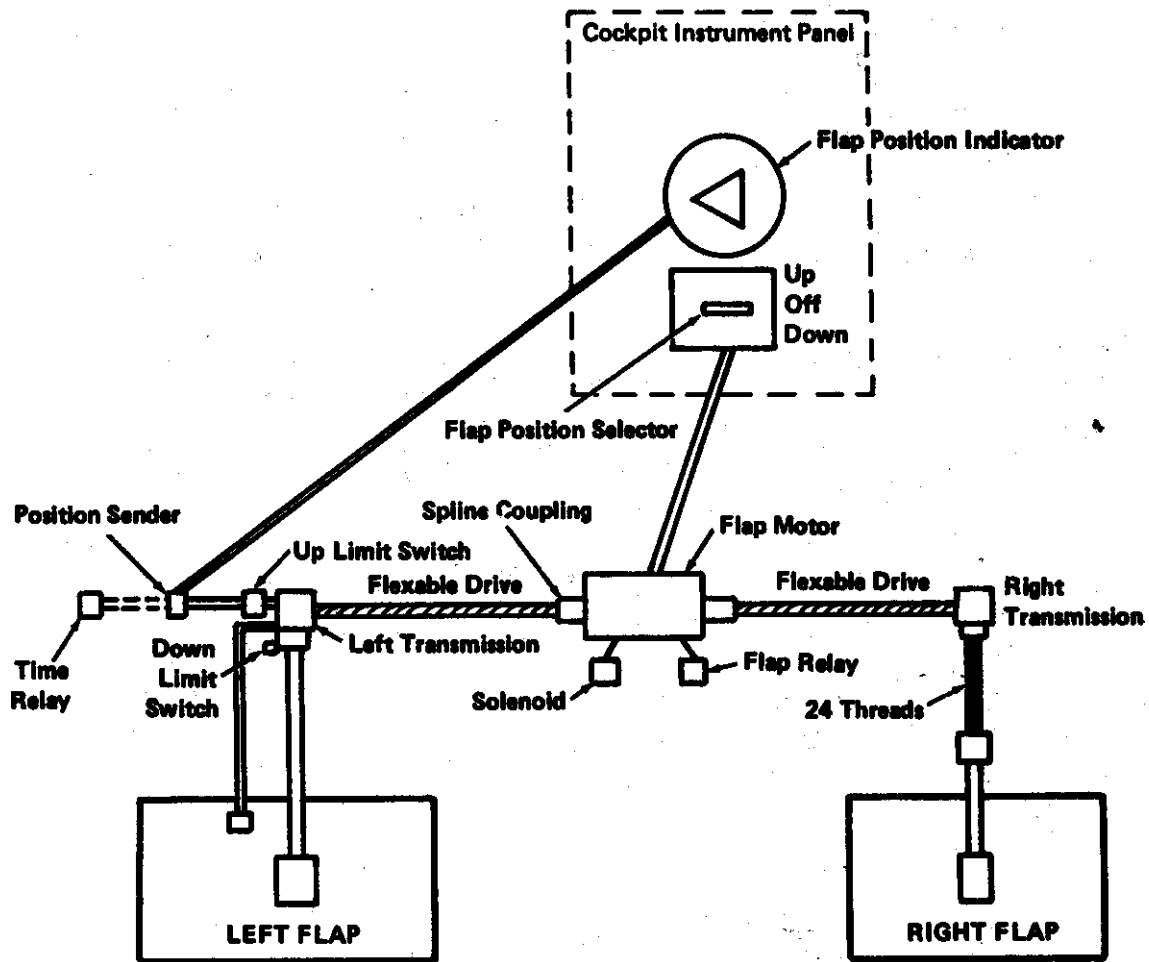 Cockpit Instrument Panel
Flap Position Indicator
Up
Off
Down
Flap Position Selector
Position Sender
Spline Coupling
Flap Motor
Up Limit Switch
Flexable Drive
Flexable Drive
Right
Transmission
Left Transmission
Down
Limit
Switch
Time
Relay
Solenoid
Flap Relay
24 Threads
LEFT FLAP
RIGHT FLAP